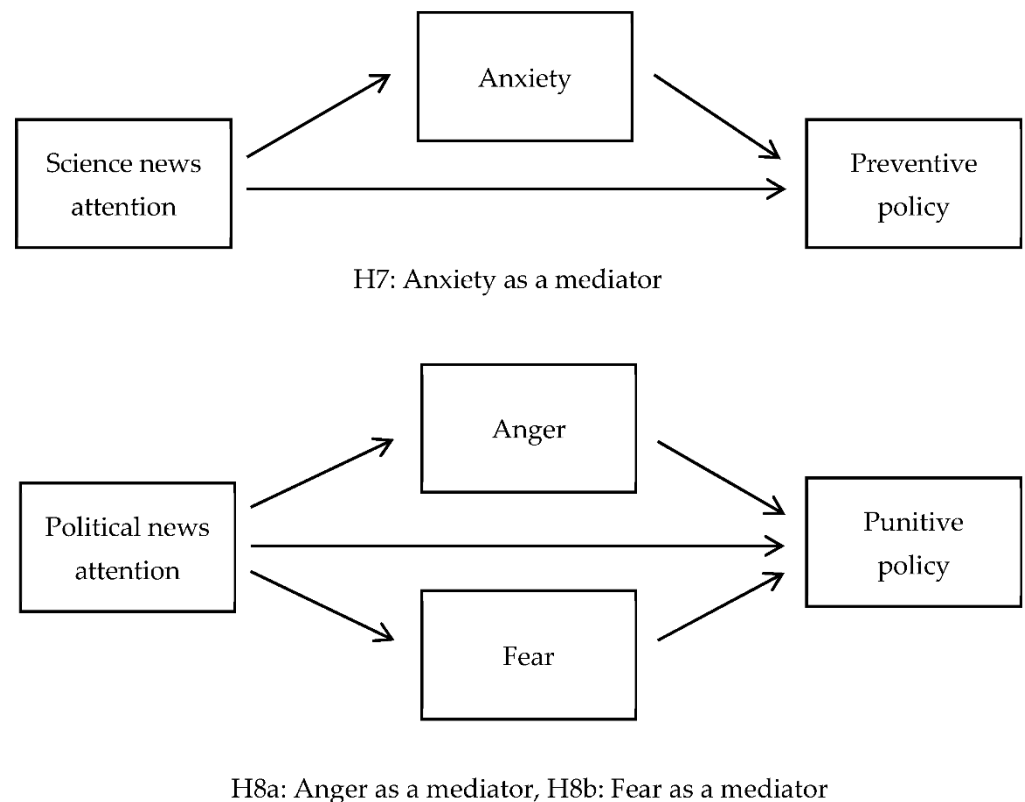 Anxiety
Science news
attention
Preventive
policy
H7: Anxiety as a mediator
Anger
Political news
attention
Punitive
policy
Fear
H8a: Anger as a mediator, H8b: Fear as a mediator